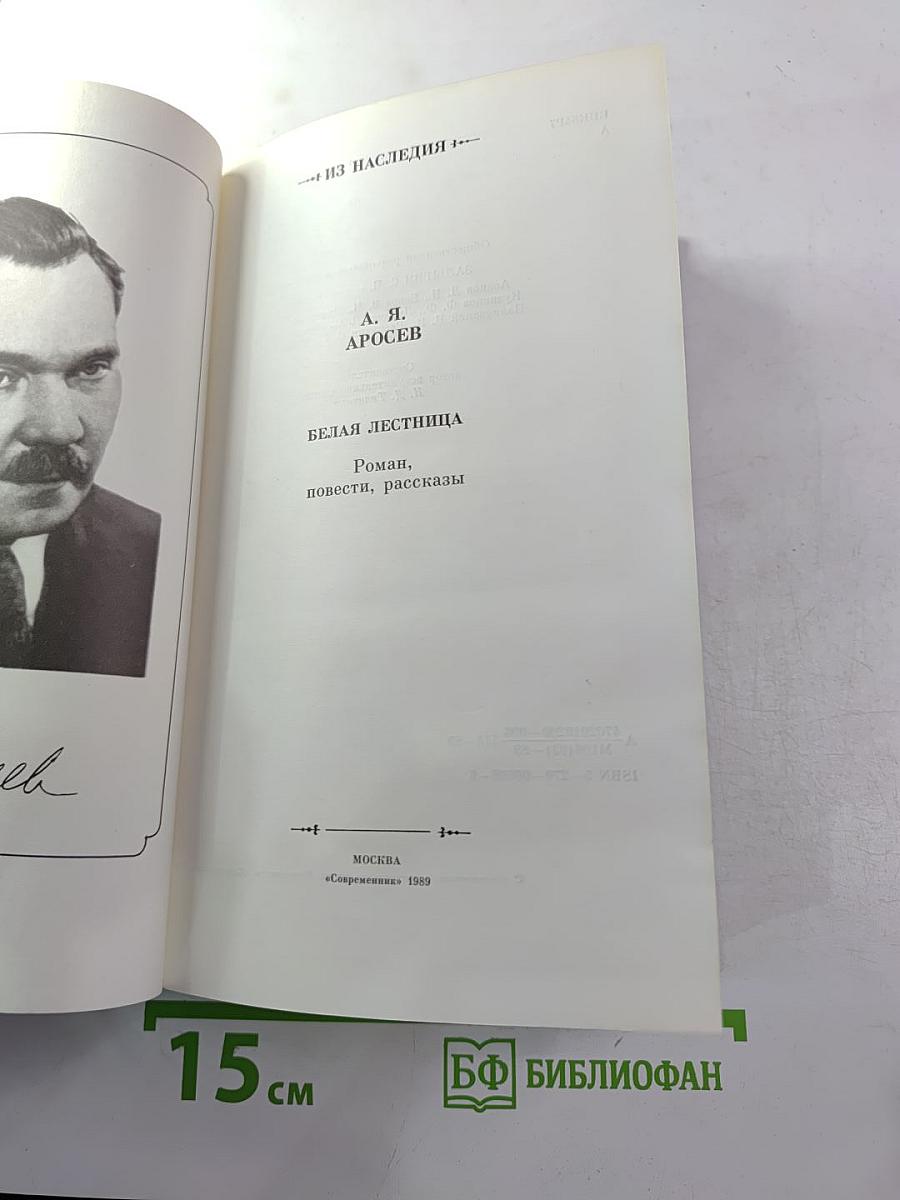 ИЗ НАСЛЕДИЯ
А. Я.
АРОСЕВ
БЕЛАЯ ЛЕСТНИЦА
Роман,
повести, рассказы
МОСКВА
«Современник» 1989
15 см
БФ БИБЛИОФАН